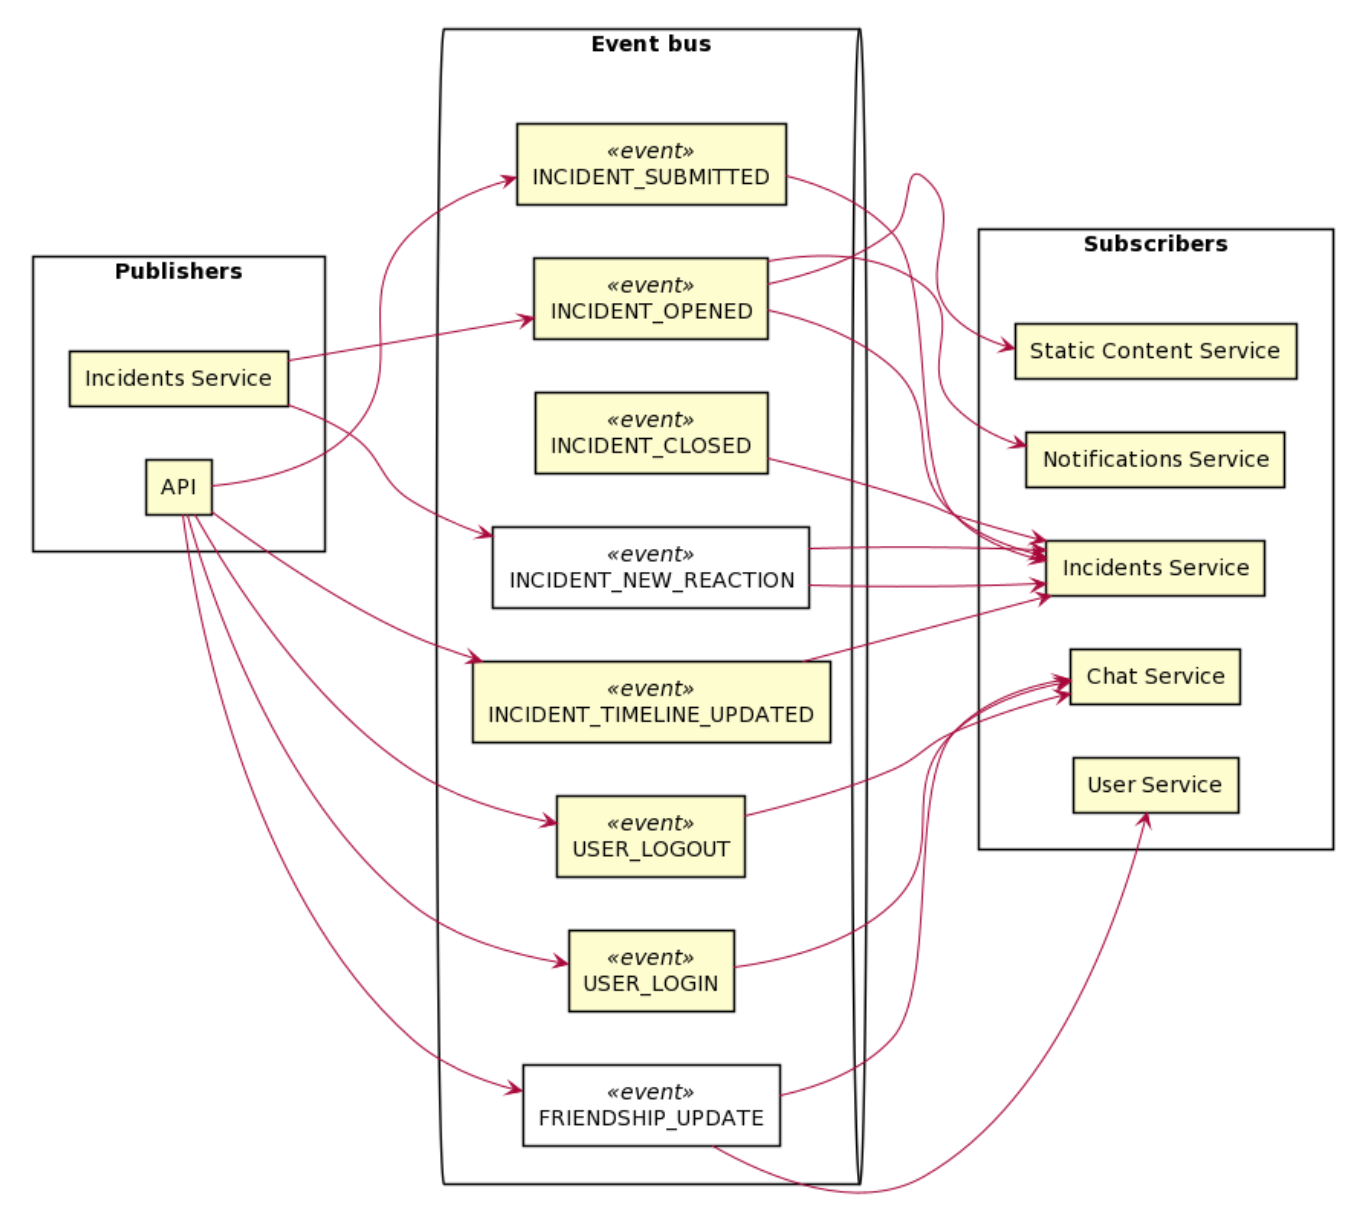 Event bus
«event»
INCIDENT_SUBMITTED
«event»
INCIDENT_OPENED
«event»
INCIDENT_CLOSED
«event»
INCIDENT_NEW_REACTION
«event»
INCIDENT_TIMELINE_UPDATED
«event»
USER_LOGOUT
«event»
USER_LOGIN
«event»
FRIENDSHIP_UPDATE
Publishers
Incidents Service
API
Subscribers
Static Content Service
Notifications Service
Incidents Service
Chat Service
User Service